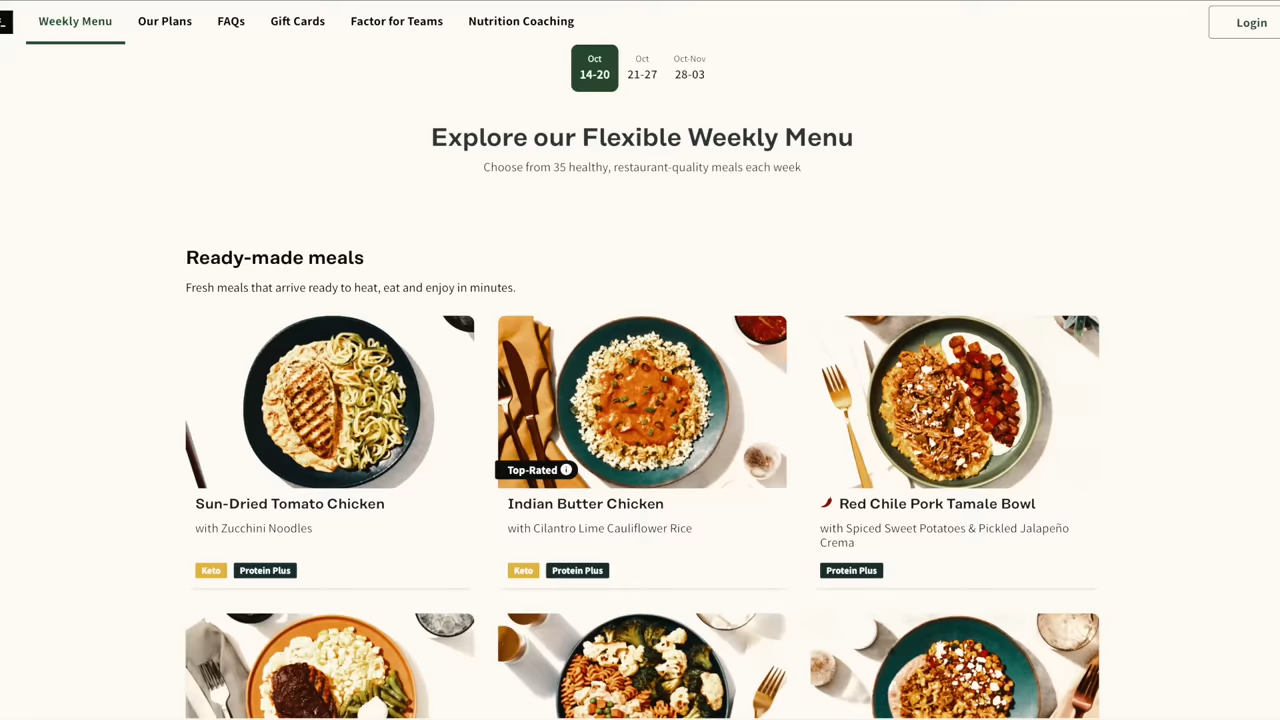 Weekly Menu
Our Plans
FAQs
Gift Cards
Factor for Teams
Nutrition Coaching
Login
Oct
14-20
Oct
21-27
Oct-Nov
28-03
Explore our Flexible Weekly Menu
Choose from 35 healthy, restaurant-quality meals each week
Ready-made meals
Fresh meals that arrive ready to heat, eat and enjoy in minutes.
Sun-Dried Tomato Chicken
with Zucchini Noodles
Keto
Protein Plus
Top-Rated
Indian Butter Chicken
with Cilantro Lime Cauliflower Rice
Keto
Protein Plus
Red Chile Pork Tamale Bowl
with Spiced Sweet Potatoes & Pickled Jalapeño
Crema
Protein Plus